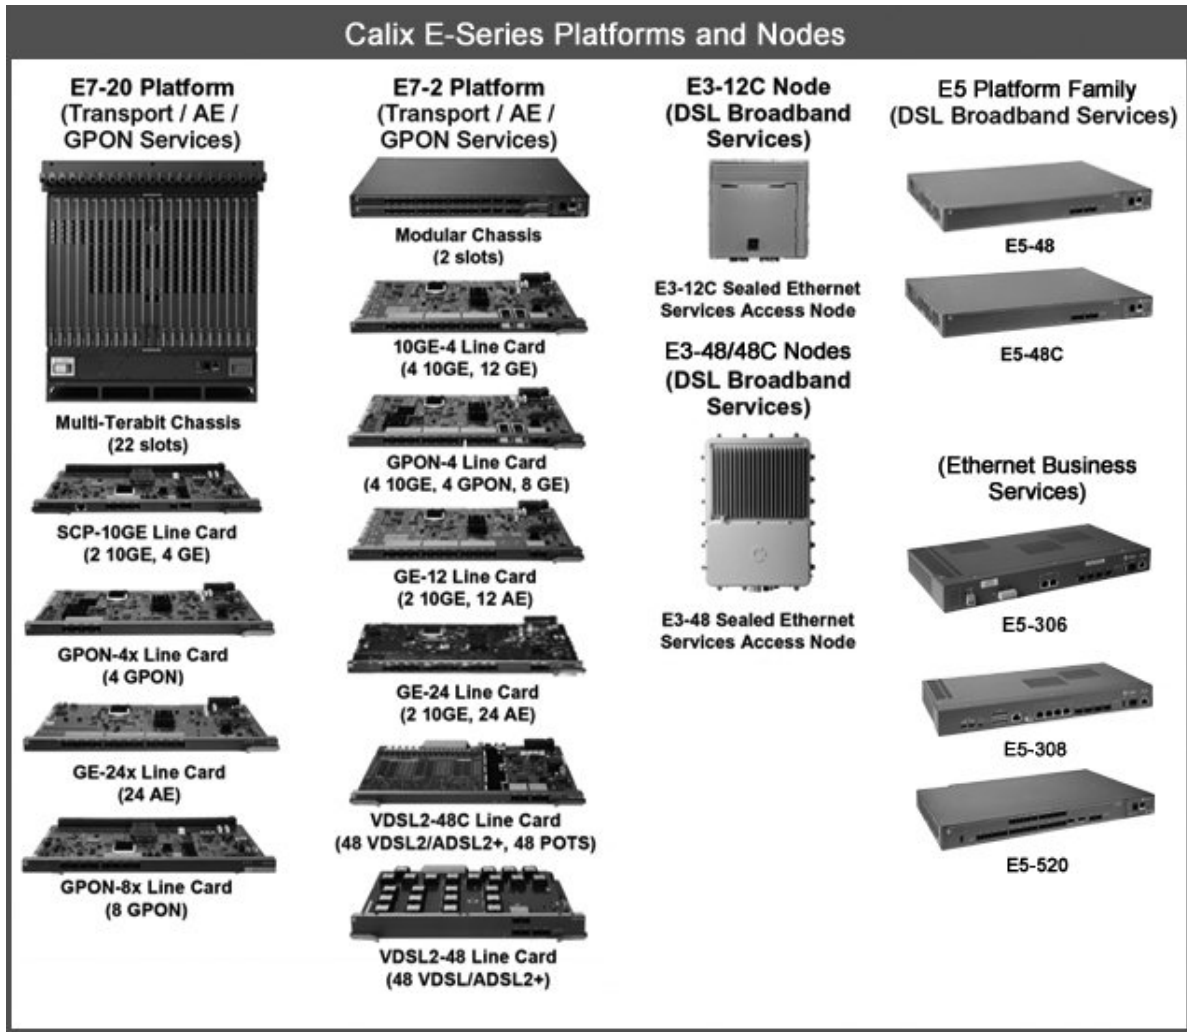 Calix E-Series Platforms and Nodes
E7-20 Platform
(Transport / AE /
GPON Services)
Multi-Terabit Chassis
(22 slots)
SCP-10GE Line Card
(2 10GE, 4 GE)
GPON-4x Line Card
(4 GPON)
GE-24x Line Card
(24 AE)
GPON-8x Line Card
(8 GPON)
E7-2 Platform
(Transport / AE /
GPON Services)
Modular Chassis
(2 slots)
10GE-4 Line Card
(4 10GE, 12 GE)
GPON-4 Line Card
(4 10GE, 4 GPON, 8 GE)
GE-12 Line Card
(2 10GE, 12 AE)
GE-24 Line Card
(2 10GE, 24 AE)
VDSL2-48C Line Card
(48 VDSL2/ADSL2+, 48 POTS)
VDSL2-48 Line Card
(48 VDSL/ADSL2+)
E3-12C Node
(DSL Broadband
Services)
E3-12C Sealed Ethernet
Services Access Node
E3-48/48C Nodes
(DSL Broadband
Services)
E3-48 Sealed Ethernet
Services Access Node
E5 Platform Family
(DSL Broadband Services)
E5-48
E5-48C
(Ethernet Business
Services)
E5-306
E5-308
E5-520